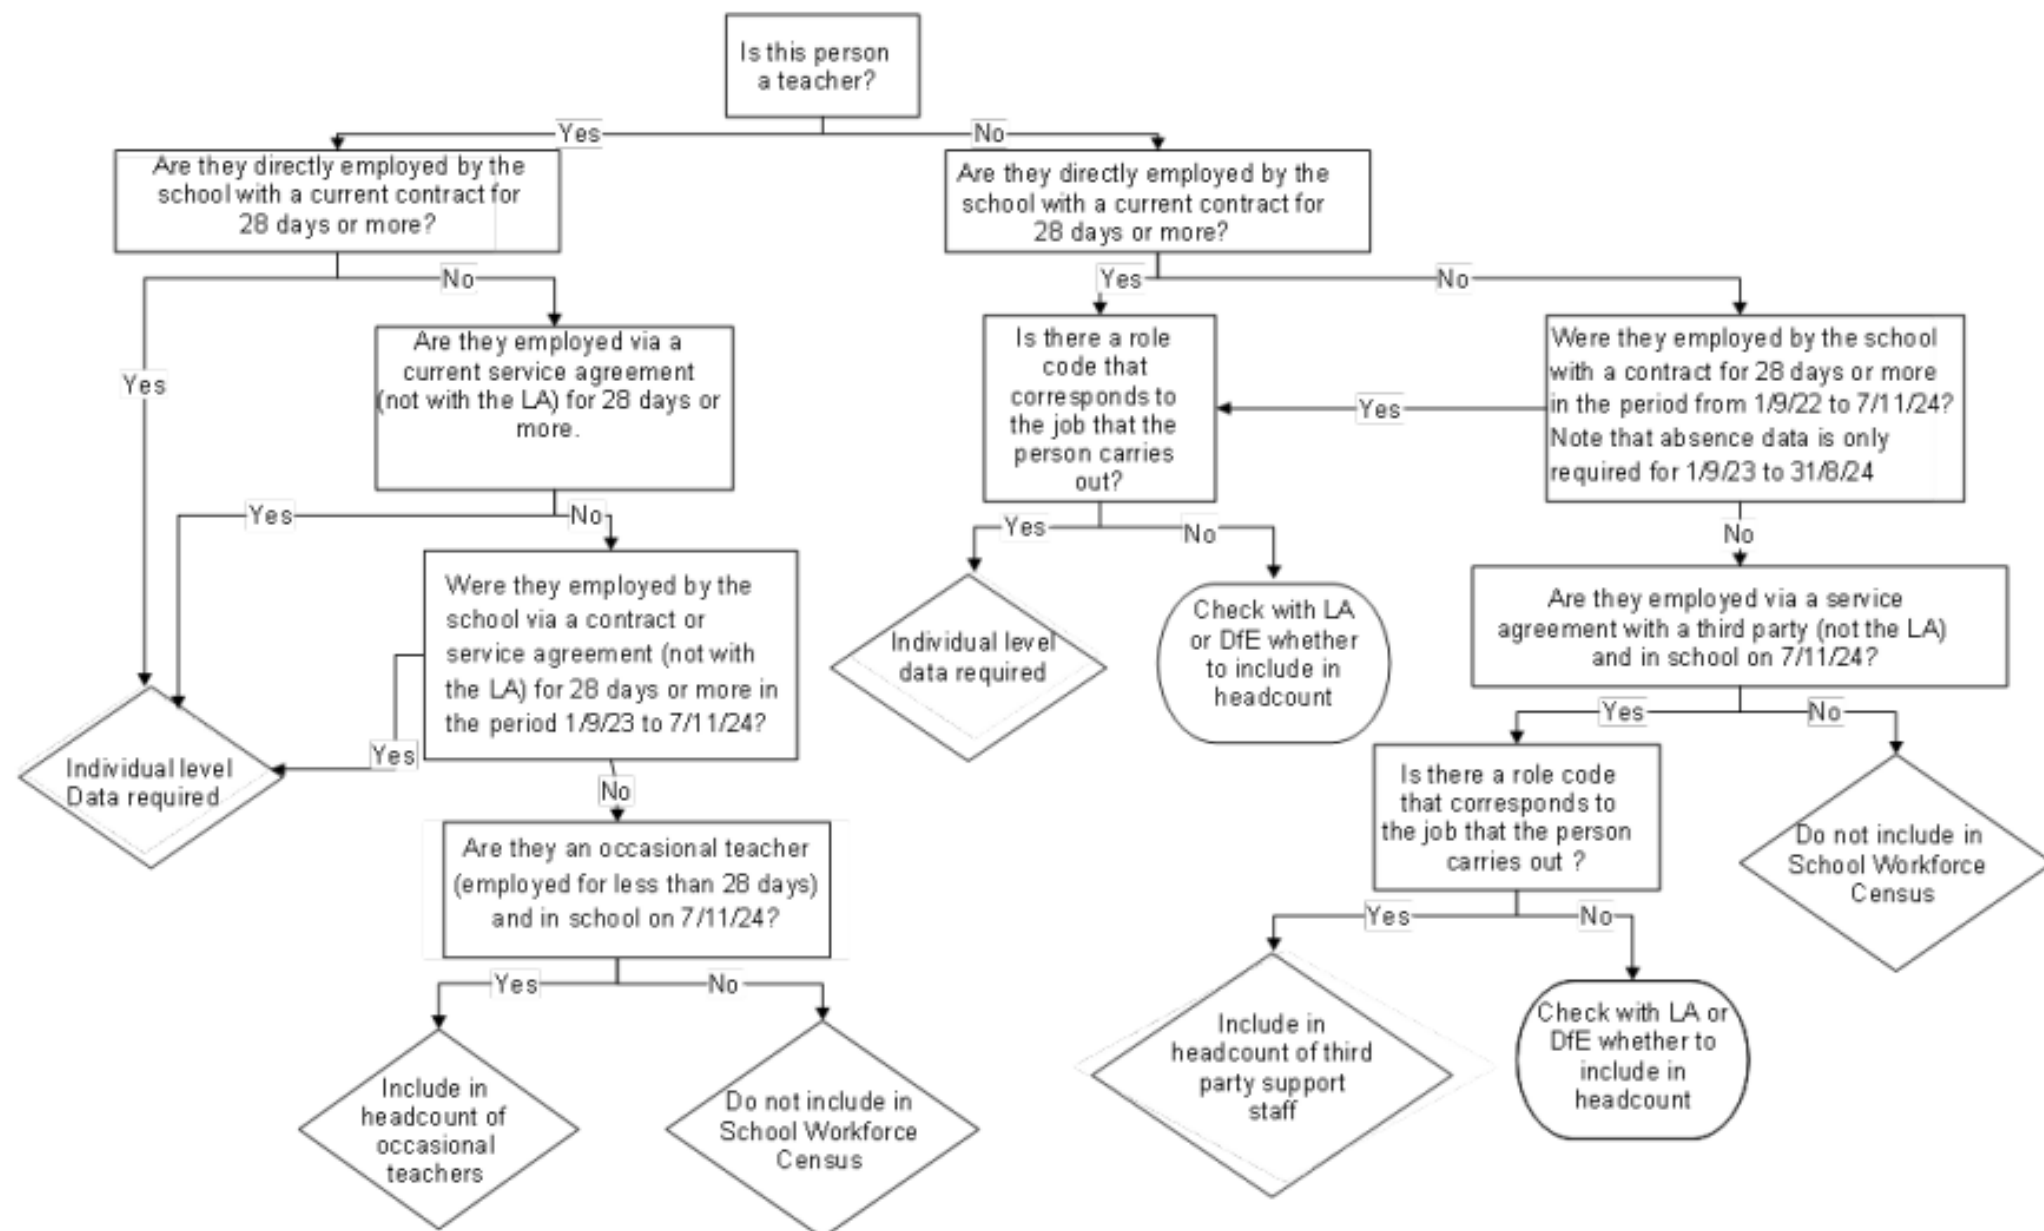 Is this person
a teacher?
Yes
No
Are they directly employed by the
school with a current contract for
28 days or more?
Are they directly employed by the
school with a current contract for
28 days or more?
No
Yes
No
Yes
Are they employed via a
current service agreement
(not with the LA) for 28 days or
more.
Is there a role
code that
corresponds to
the job that the
person carries
out?
Yes
Were they employed by the school
with a contract for 28 days or more
in the period from 1/9/22 to 7/11/24?
Note that absence data is only
required for 1/9/23 to 31/8/24
Yes
No
Yes
No
No
Were they employed by the
school via a contract or
service agreement (not with
the LA) for 28 days or more in
the period 1/9/23 to 7/11/24?
Individual level
data required
Check with LA
or DfE whether
to include in
headcount
Are they employed via a service
agreement with a third party (not the LA)
and in school on 7/11/24?
Yes
No
Yes
Individual level
Data required
No
Is there a role code
that corresponds to
the job that the person
carries out ?
Do not include in
School Workforce
Census
Are they an occasional teacher
(employed for less than 28 days)
and in school on 7/11/24?
Yes
No
Yes
No
Include in
headcount of
occasional
teachers
Do not include in
School Workforce
Census
Include in
headcount of third
party support
staff
Check with LA or
DfE whether to
include in
headcount